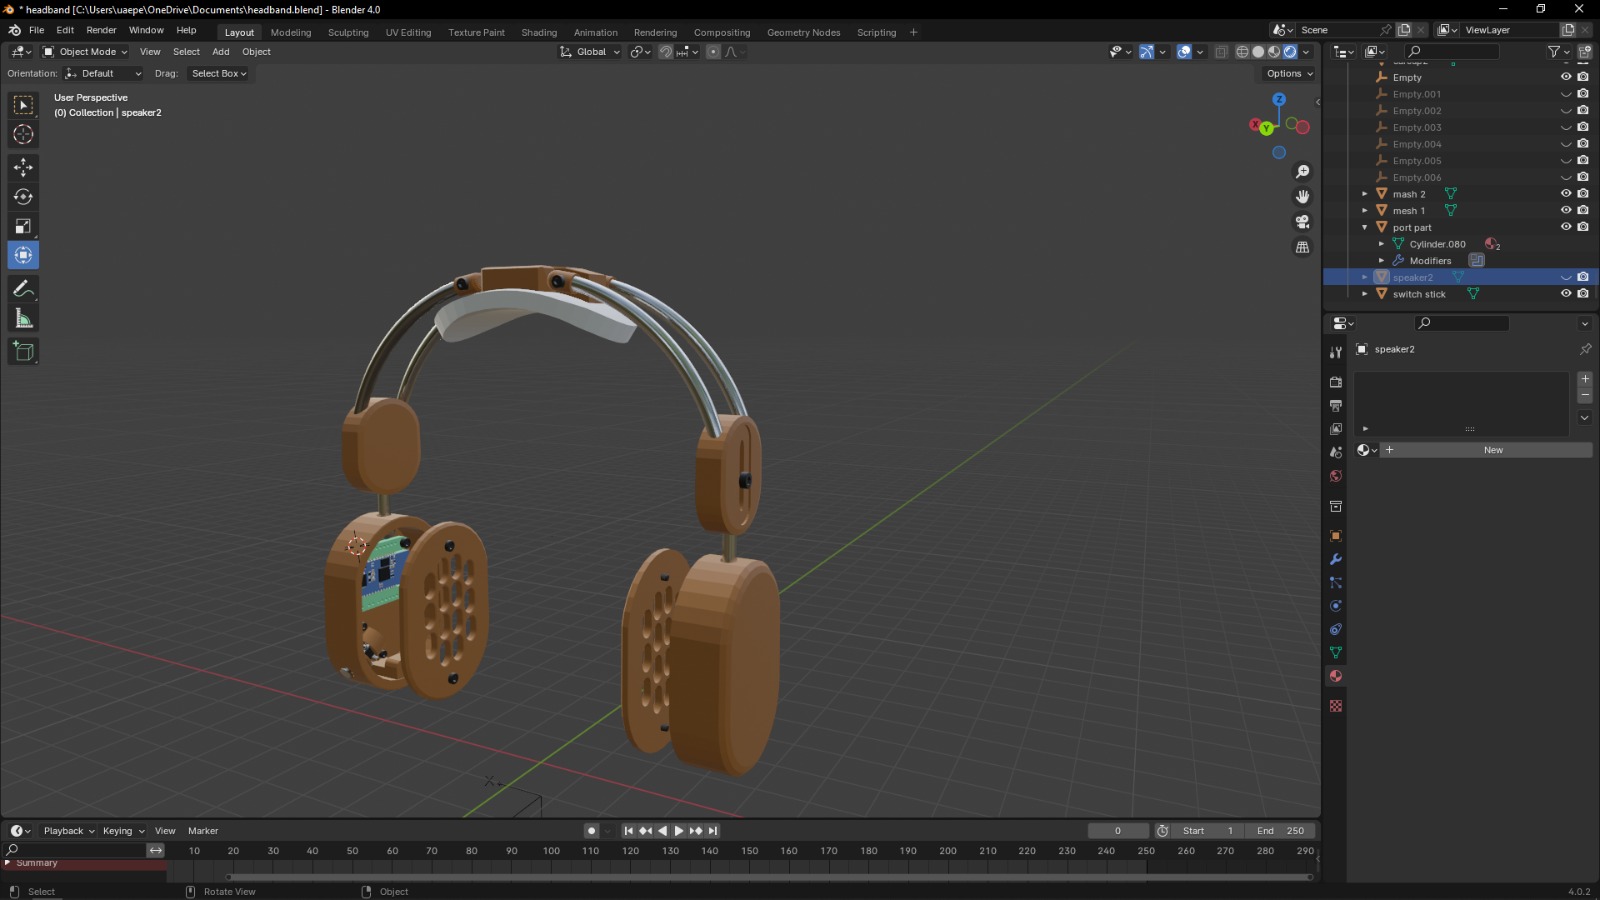 * headband [C:\Users\uaepe\OneDrive\Documents\headband.blend] - Blender 4.0
File Edit Render Window Help Layout Modeling Sculpting UV Editing Texture Paint Shading Animation Rendering Compositing Geometry Nodes Scripting + Scene ViewLayer
Object Mode View Select Add Object Global
Orientation: Default Drag: Select Box Options
User Perspective
(0) Collection | speaker2
Z
X
Y
Empty
Empty.001
Empty.002
Empty.003
Empty.004
Empty.005
Empty.006
mash 2
mesh 1
port part
Cylinder.080 2
Modifiers
speaker2
switch stick
speaker2
New
Playback Keying View Marker 0 Start 1 End 250
10 20 30 40 50 60 70 80 90 100 110 120 130 140 150 160 170 180 190 200 210 220 230 240 250 260 270 280 290
Summary
Select Rotate View Object 4.0.2